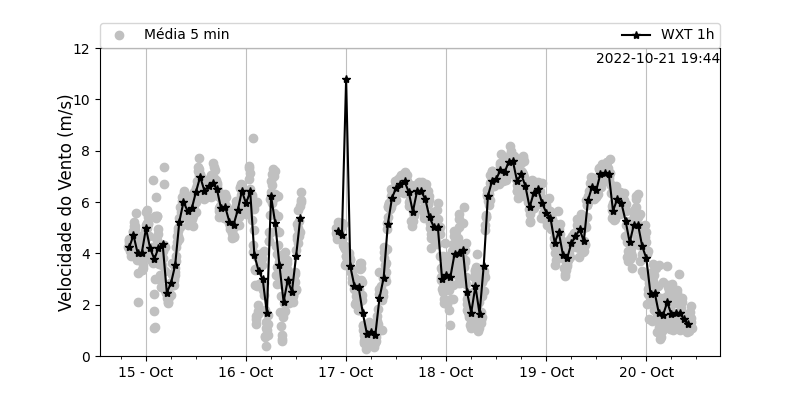 Média 5 min
WXT 1h
2022-10-21 19:44
Velocidade do Vento (m/s)
12
10
8
6
4
2
0
15 - Oct
16 - Oct
17 - Oct
18 - Oct
19 - Oct
20 - Oct